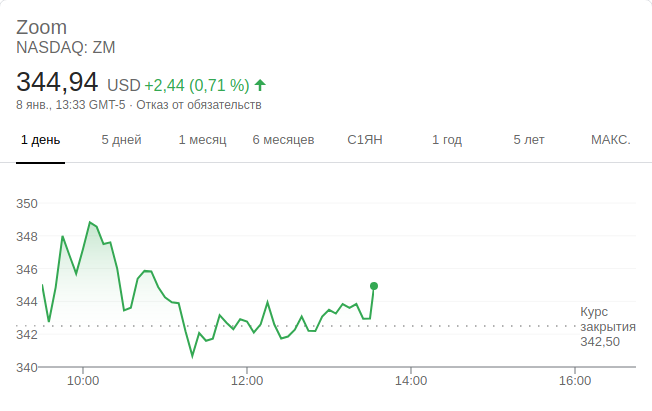 Zoom
NASDAQ: ZM
344,94 USD +2,44 (0,71 %)
8 янв., 13:33 GMT-5 · Отказ от обязательств
1 день 5 дней 1 месяц 6 месяцев С1ЯН 1 год 5 лет МАКС.
350
348
346
344
342
340
Курс
закрытия
342,50
10:00 12:00 14:00 16:00